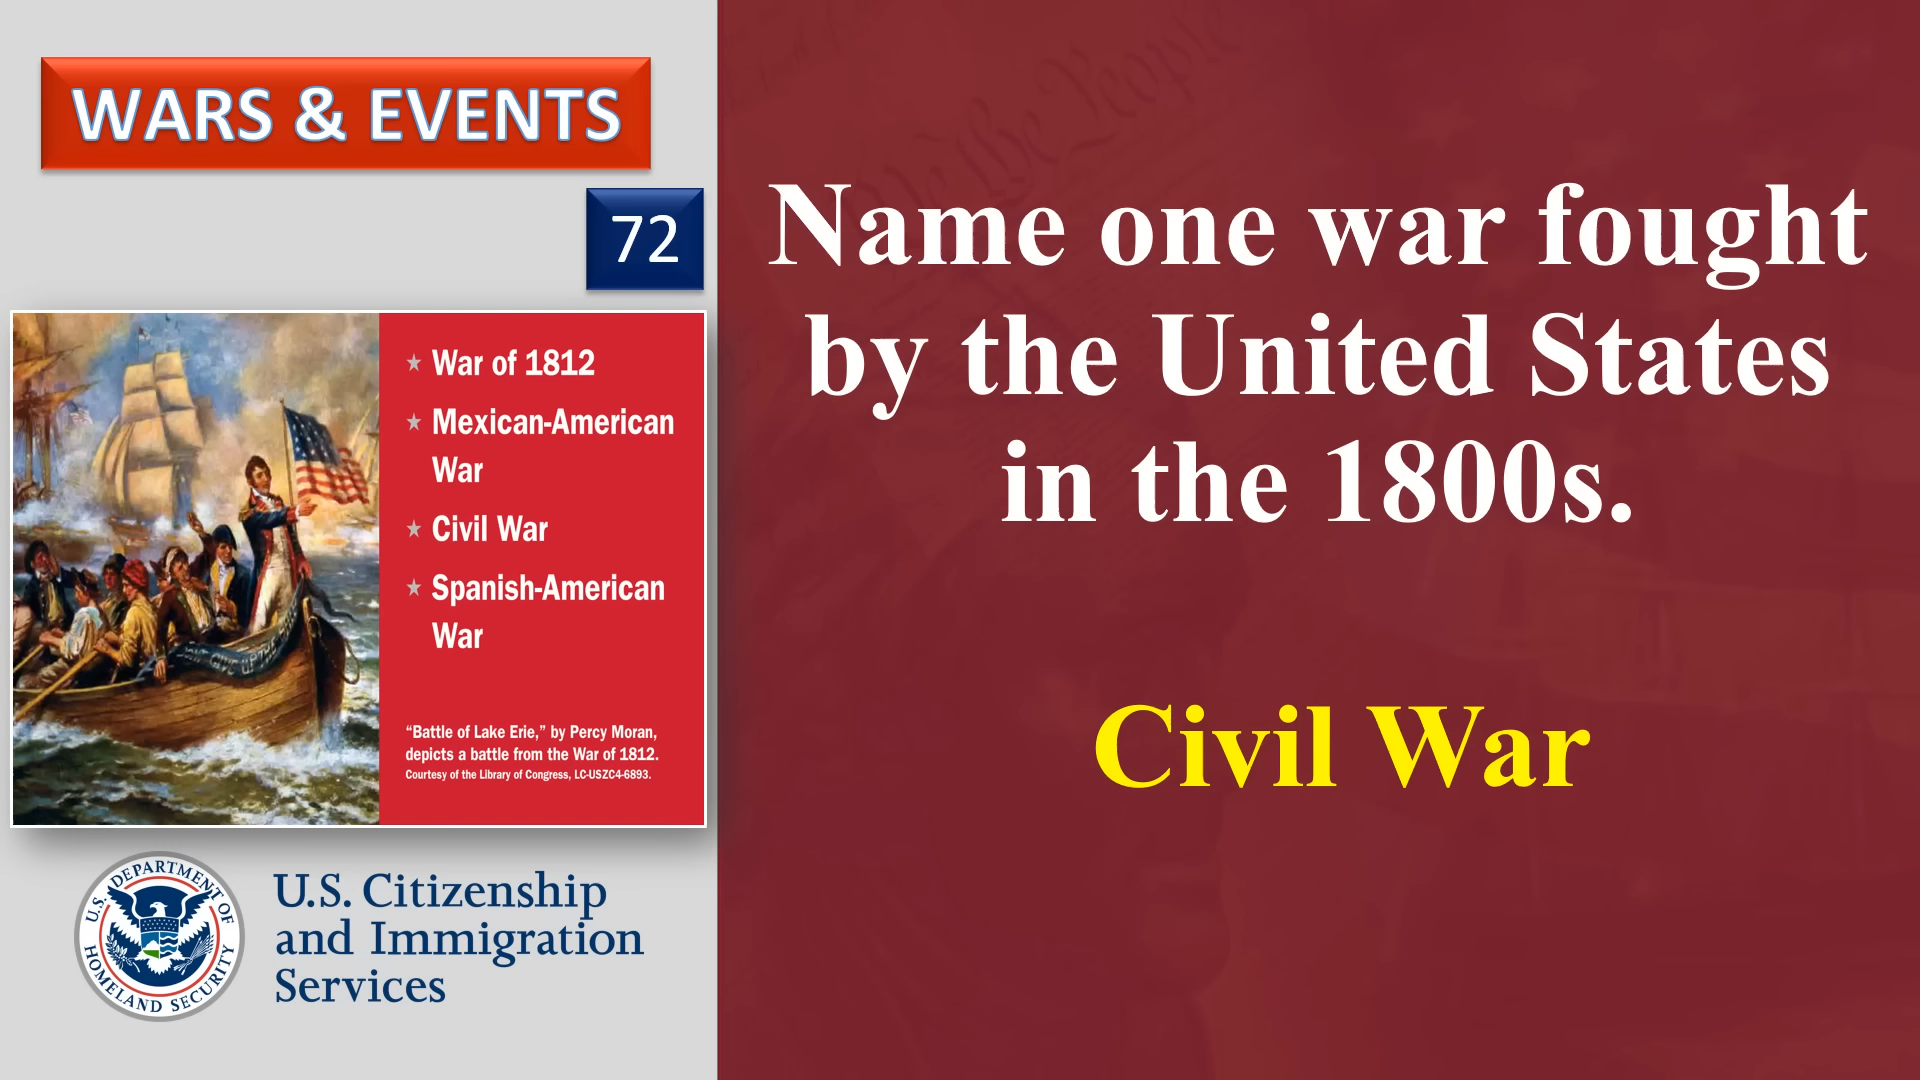 WARS & EVENTS
72
★ War of 1812
★ Mexican-American
War
★ Civil War
★ Spanish-American
War
“Battle of Lake Erie,” by Percy Moran,
depicts a battle from the War of 1812.
Courtesy of the Library of Congress, LC-USZC4-6893.
U.S. DEPARTMENT OF
HOMELAND SECURITY
U.S. Citizenship
and Immigration
Services
We the People
Name one war fought
by the United States
in the 1800s.
Civil War